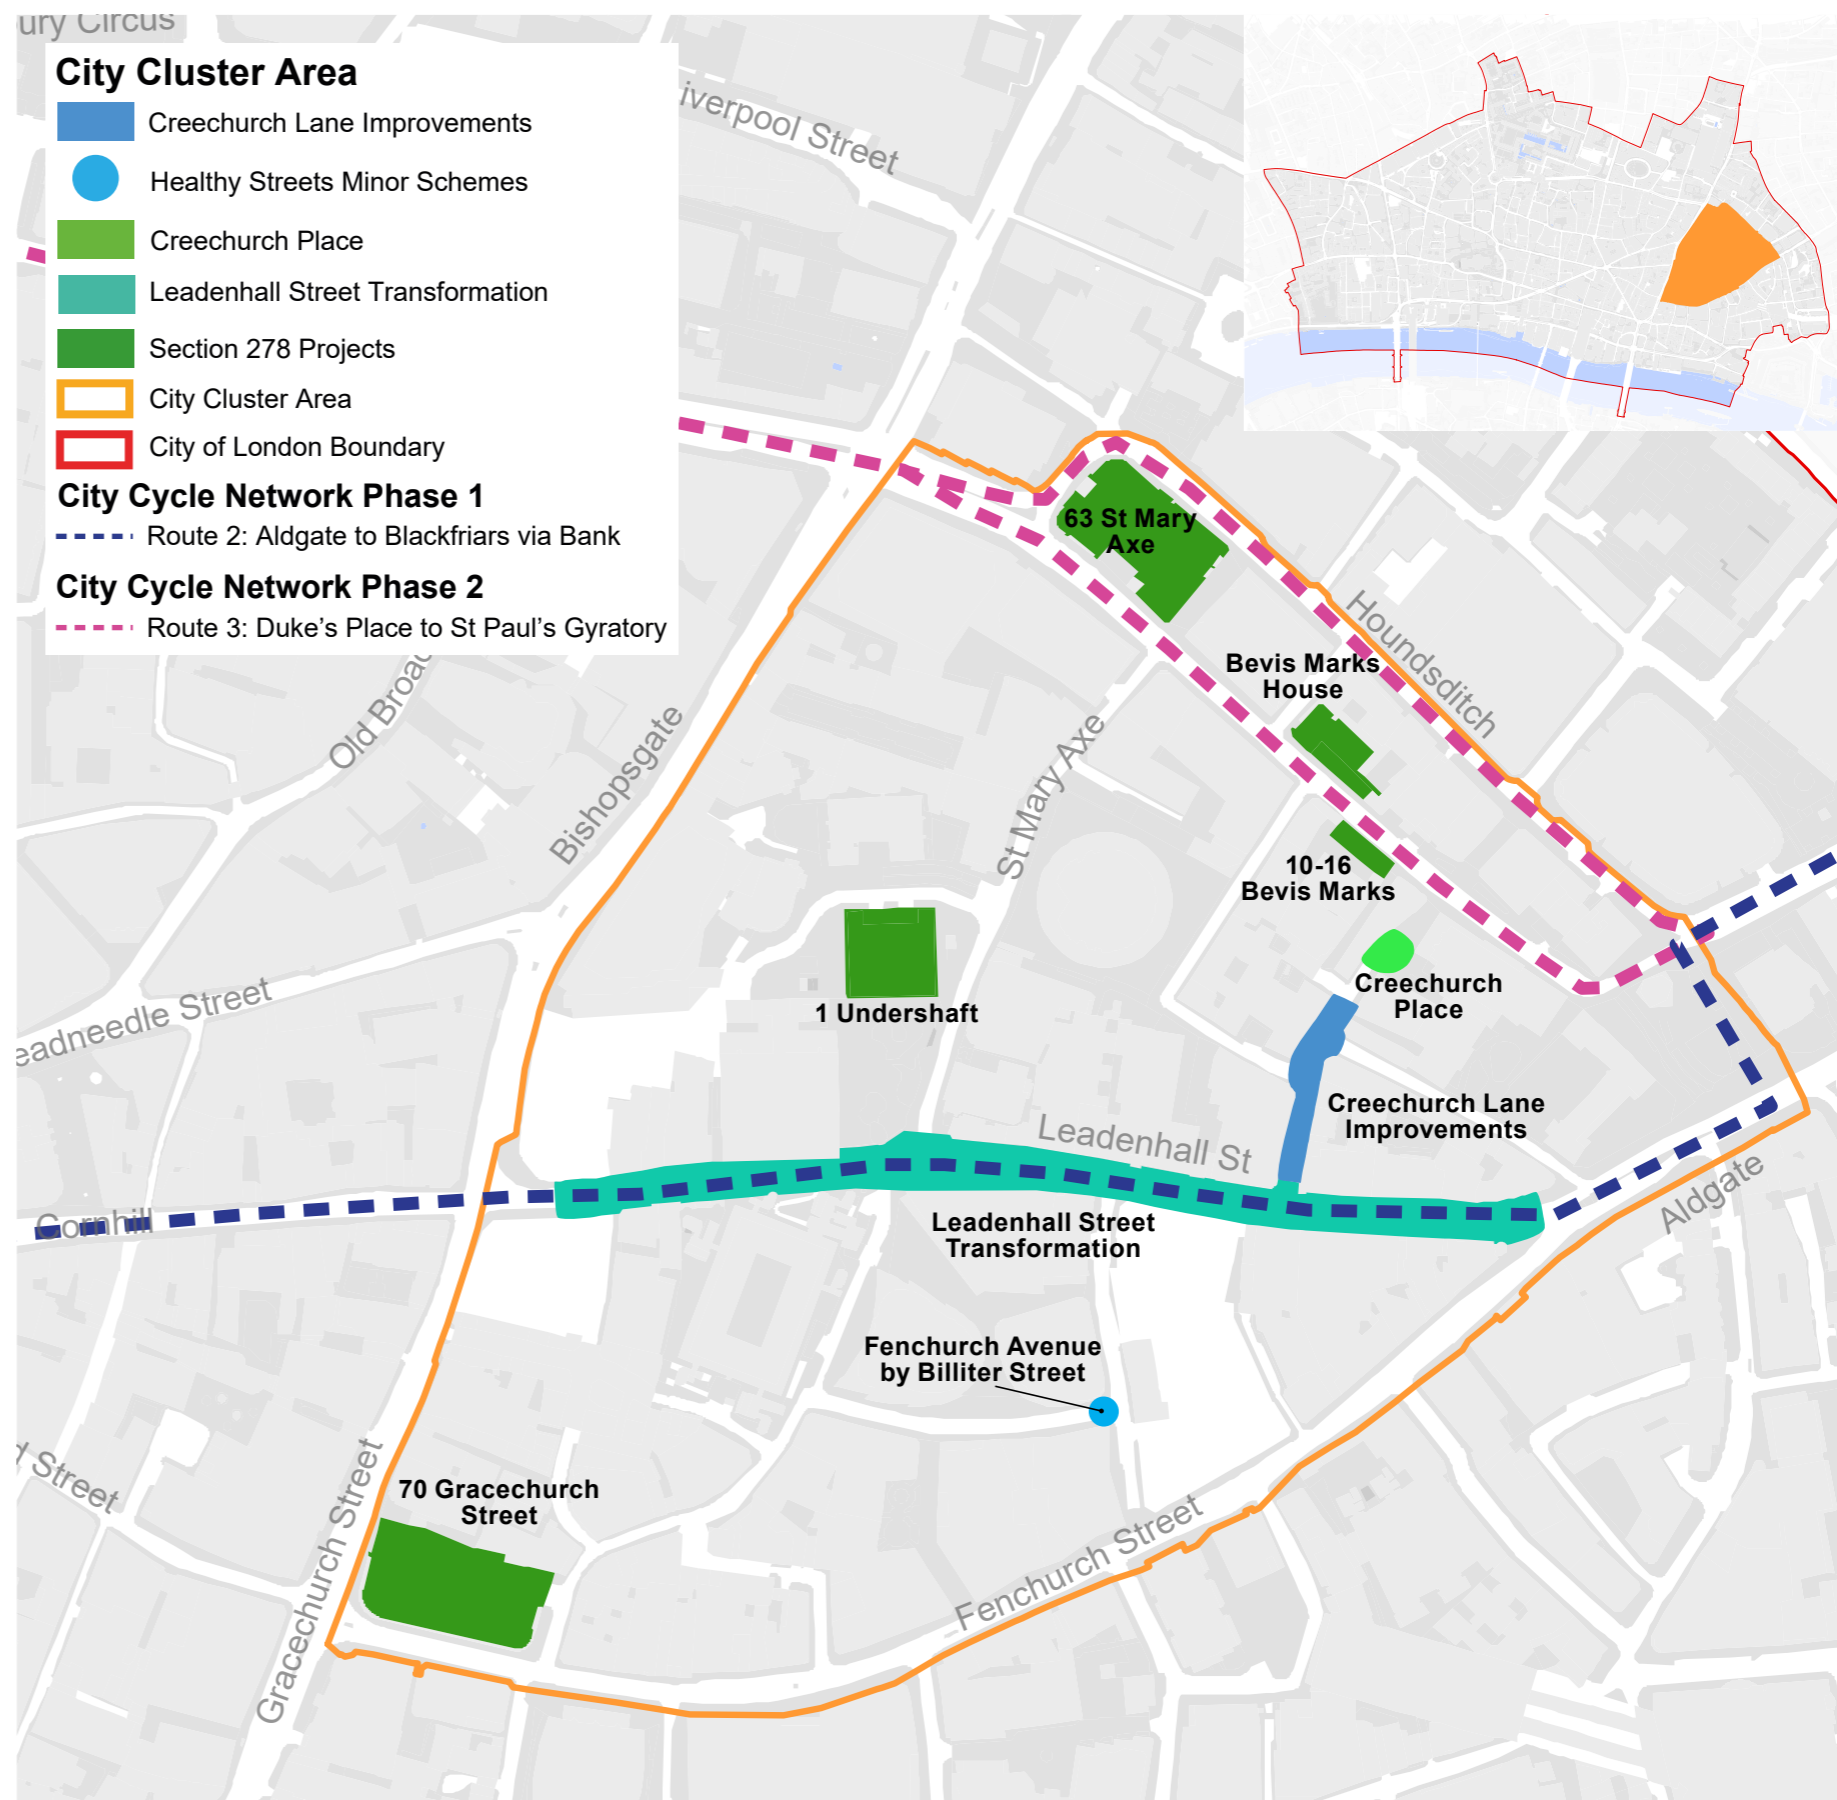 ury Circus
City Cluster Area
Creechurch Lane Improvements
Healthy Streets Minor Schemes
Creechurch Place
Leadenhall Street Transformation
Section 278 Projects
City Cluster Area
City of London Boundary
City Cycle Network Phase 1
Route 2: Aldgate to Blackfriars via Bank
City Cycle Network Phase 2
Route 3: Duke’s Place to St Paul’s Gyratory
iverpool Street
63 St Mary
Axe
Houndsditch
Bevis Marks
House
Old Broad
Bishopsgate
St Mary Axe
10-16
Bevis Marks
eadneedle Street
1 Undershaft
Creechurch
Place
Creechurch Lane
Improvements
Leadenhall St
Aldgate
Cornhill
Leadenhall Street
Transformation
Fenchurch Avenue
by Billiter Street
d Street
70 Gracechurch
Street
Gracechurch Street
Fenchurch Street